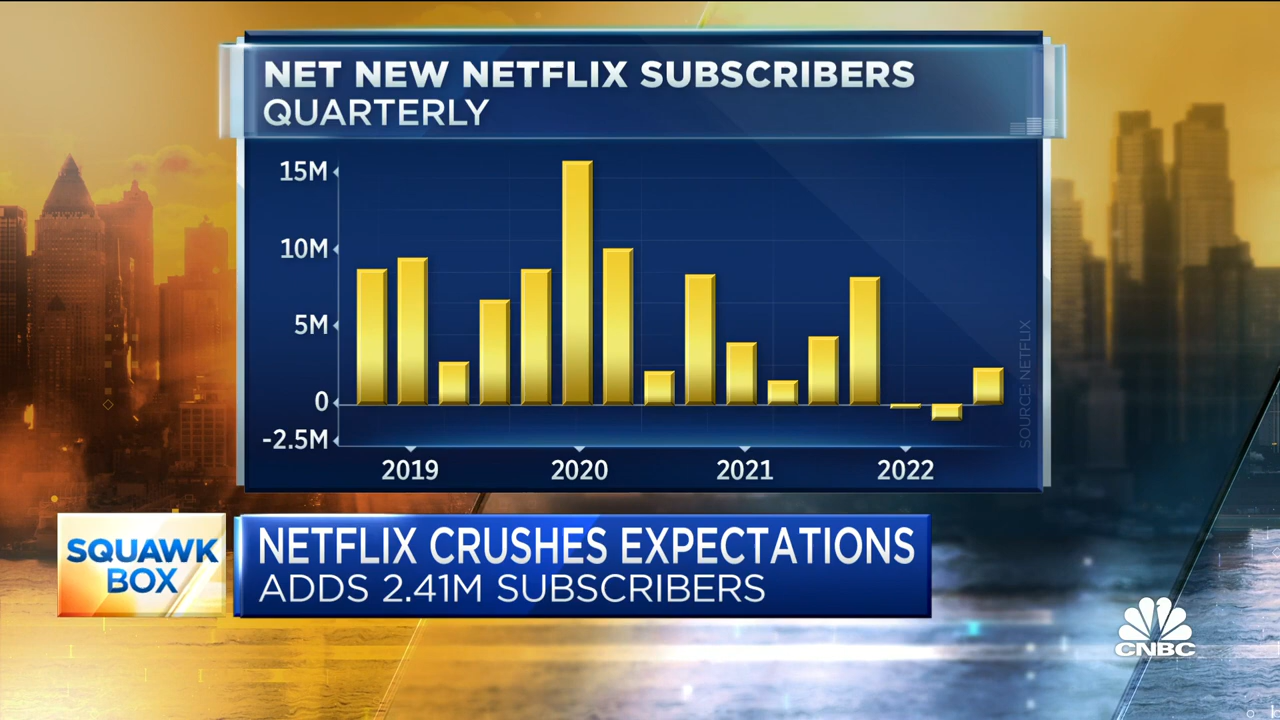 NET NEW NETFLIX SUBSCRIBERS
QUARTERLY
15M
10M
5M
0
-2.5M
2019 2020 2021 2022
SOURCE: NETFLIX
SQUAWK
BOX
NETFLIX CRUSHES EXPECTATIONS
ADDS 2.41M SUBSCRIBERS
CNBC